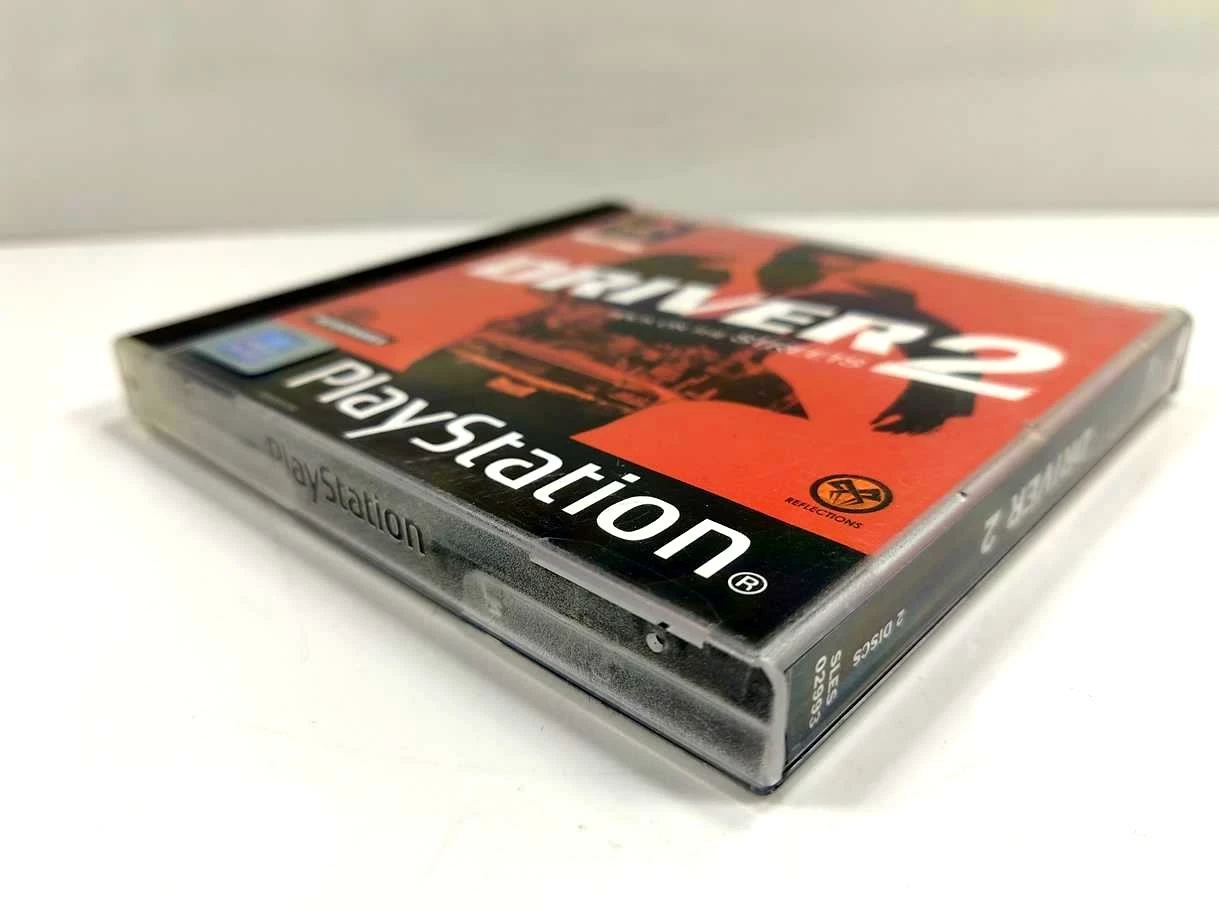 DRIVER 2
BACK ON THE STREETS
REFLECTIONS
PlayStation®
PlayStation
DRIVER 2
2 DISCS
SLES
02993